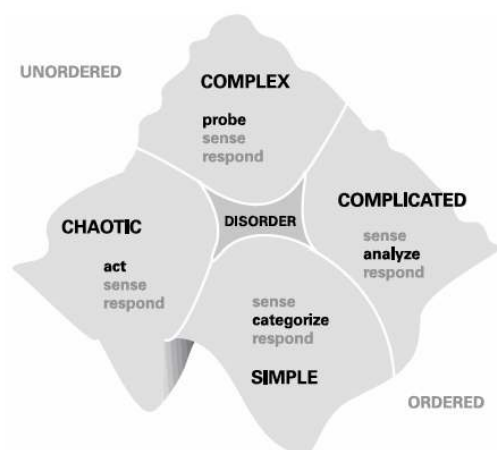 UNORDERED
COMPLEX
probe
sense
respond
CHAOTIC
act
sense
respond
DISORDER
COMPLICATED
sense
analyze
respond
sense
categorize
respond
SIMPLE
ORDERED